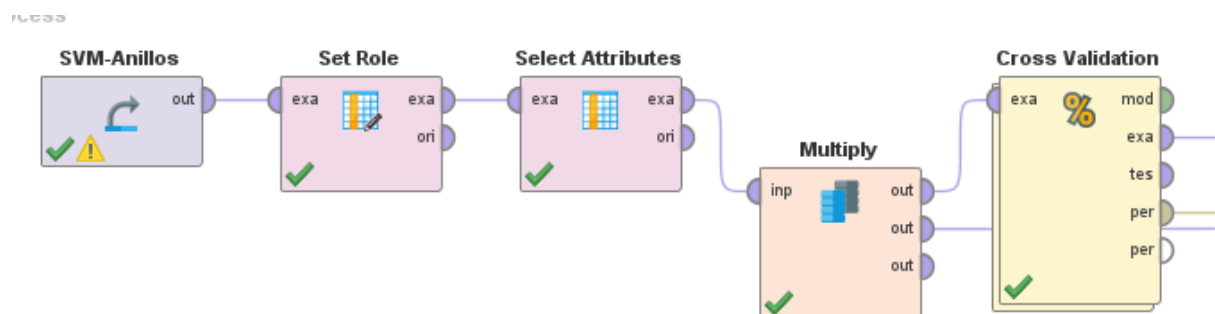 SVM-Anillos
out
Set Role
exa
exa
ori
Select Attributes
exa
exa
ori
Multiply
inp
out
out
out
Cross Validation
exa
%
mod
exa
tes
per
per